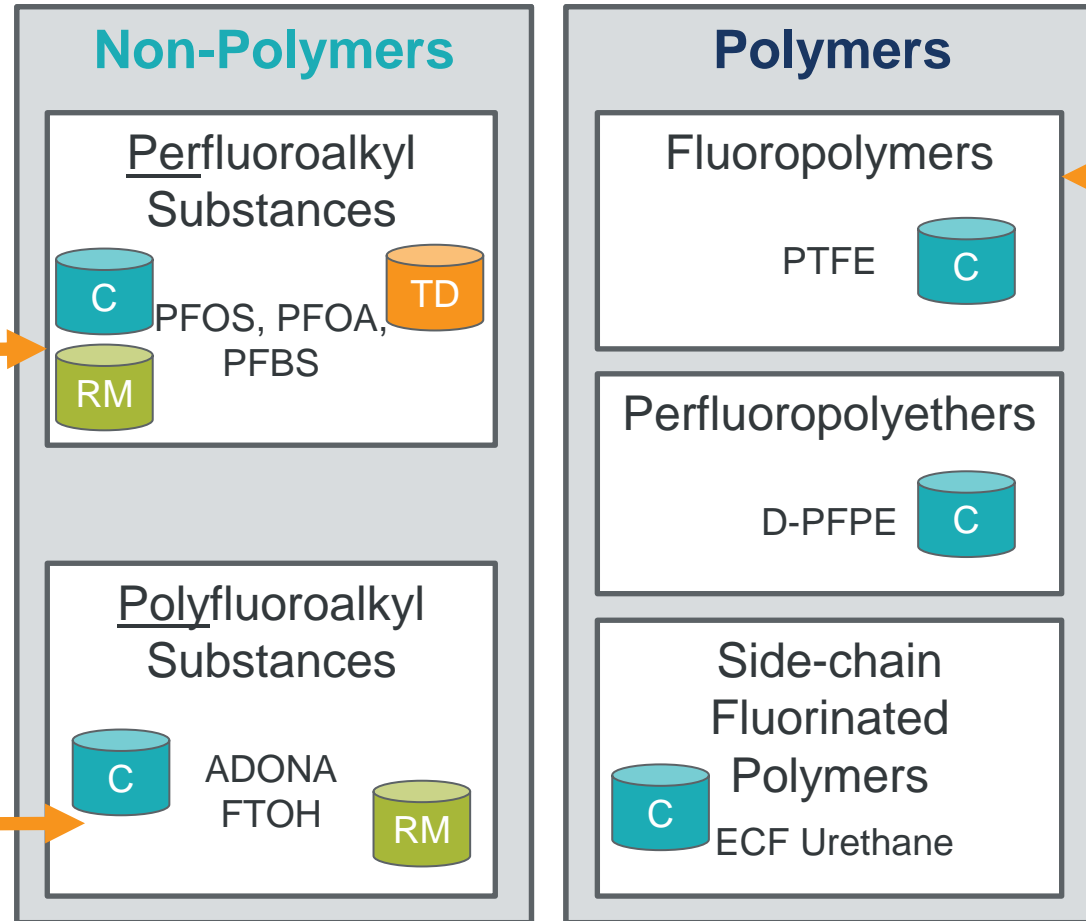 Non-Polymers
Perfluoroalkyl
Substances
C
TD
PFOS, PFOA,
PFBS
RM
Polyfluoroalkyl
Substances
C
ADONA
FTOH
RM
Polymers
Fluoropolymers
PTFE
C
Perfluoropolyethers
D-PFPE
C
Side-chain
Fluorinated
Polymers
C
ECF Urethane